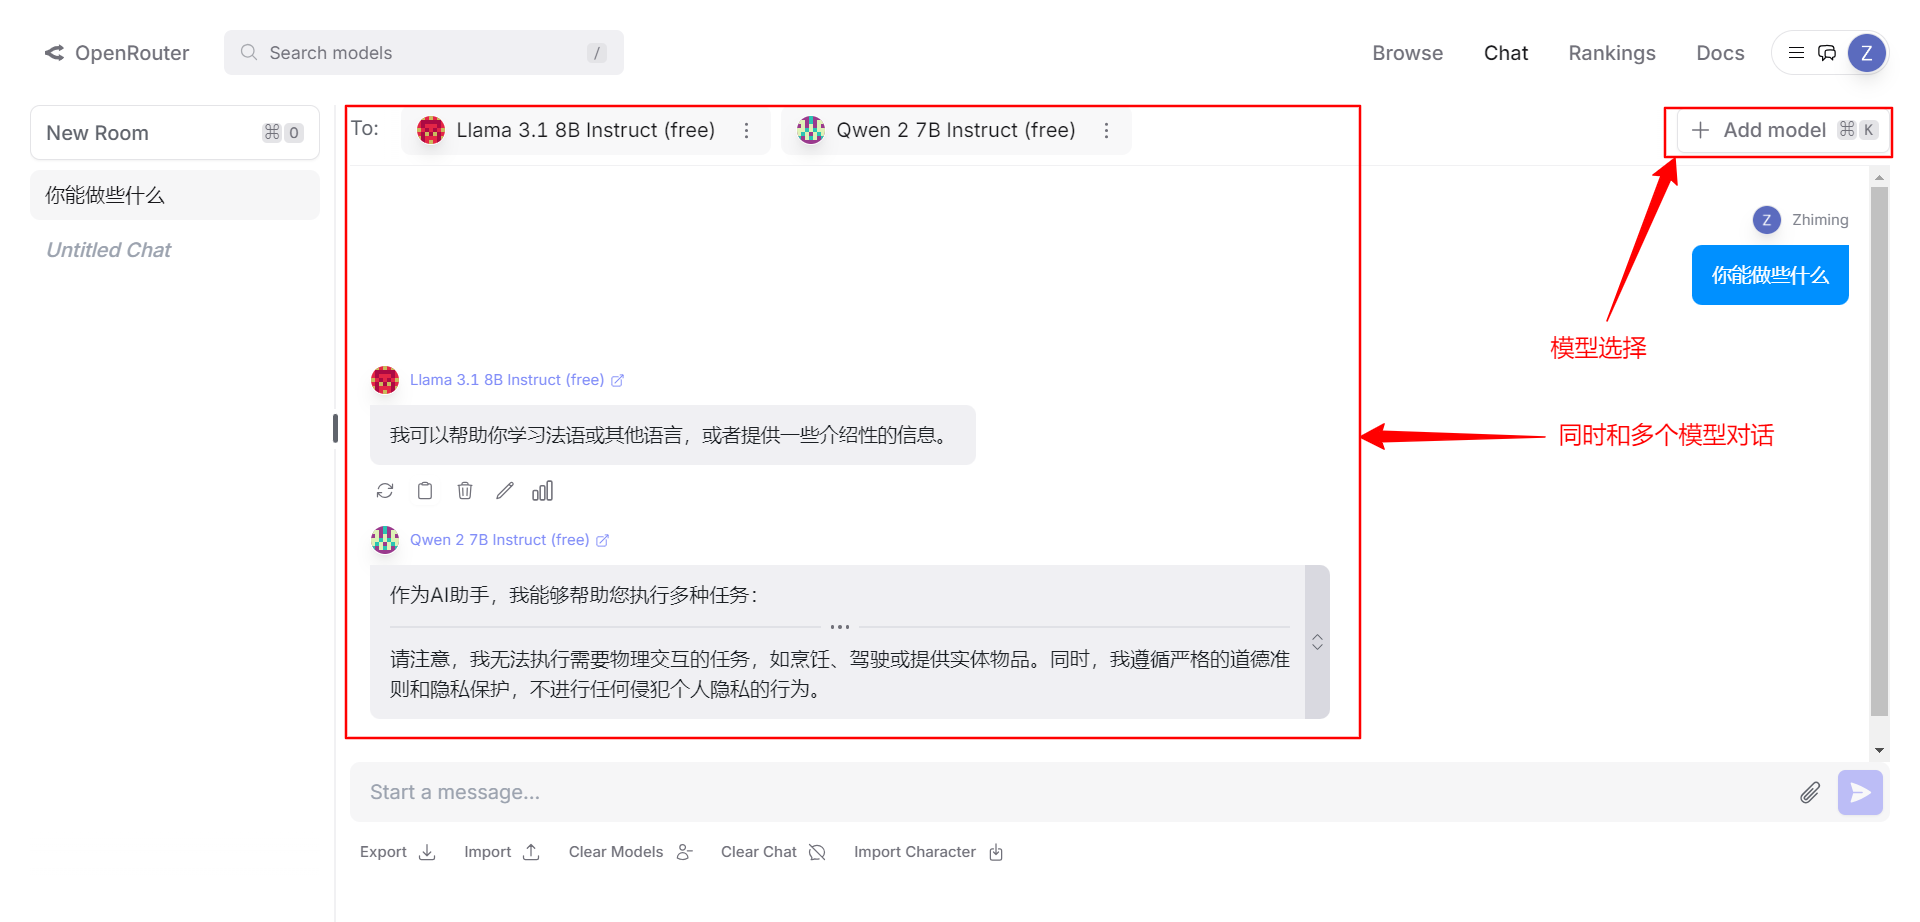 OpenRouter
Search models
/
Browse
Chat
Rankings
Docs
Z
New Room
⌘ 0
你能做些什么
Untitled Chat
To:
Llama 3.1 8B Instruct (free)
Qwen 2 7B Instruct (free)
+ Add model ⌘ K
Z Zhiming
你能做些什么
模型选择
Llama 3.1 8B Instruct (free)
我可以帮助你学习法语或其他语言，或者提供一些介绍性的信息。
同时和多个模型对话
Qwen 2 7B Instruct (free)
作为AI助手，我能够帮助您执行多种任务：
...
请注意，我无法执行需要物理交互的任务，如烹饪、驾驶或提供实体物品。同时，我遵循严格的道德准
则和隐私保护，不进行任何侵犯个人隐私的行为。
Start a message...
Export
Import
Clear Models
Clear Chat
Import Character